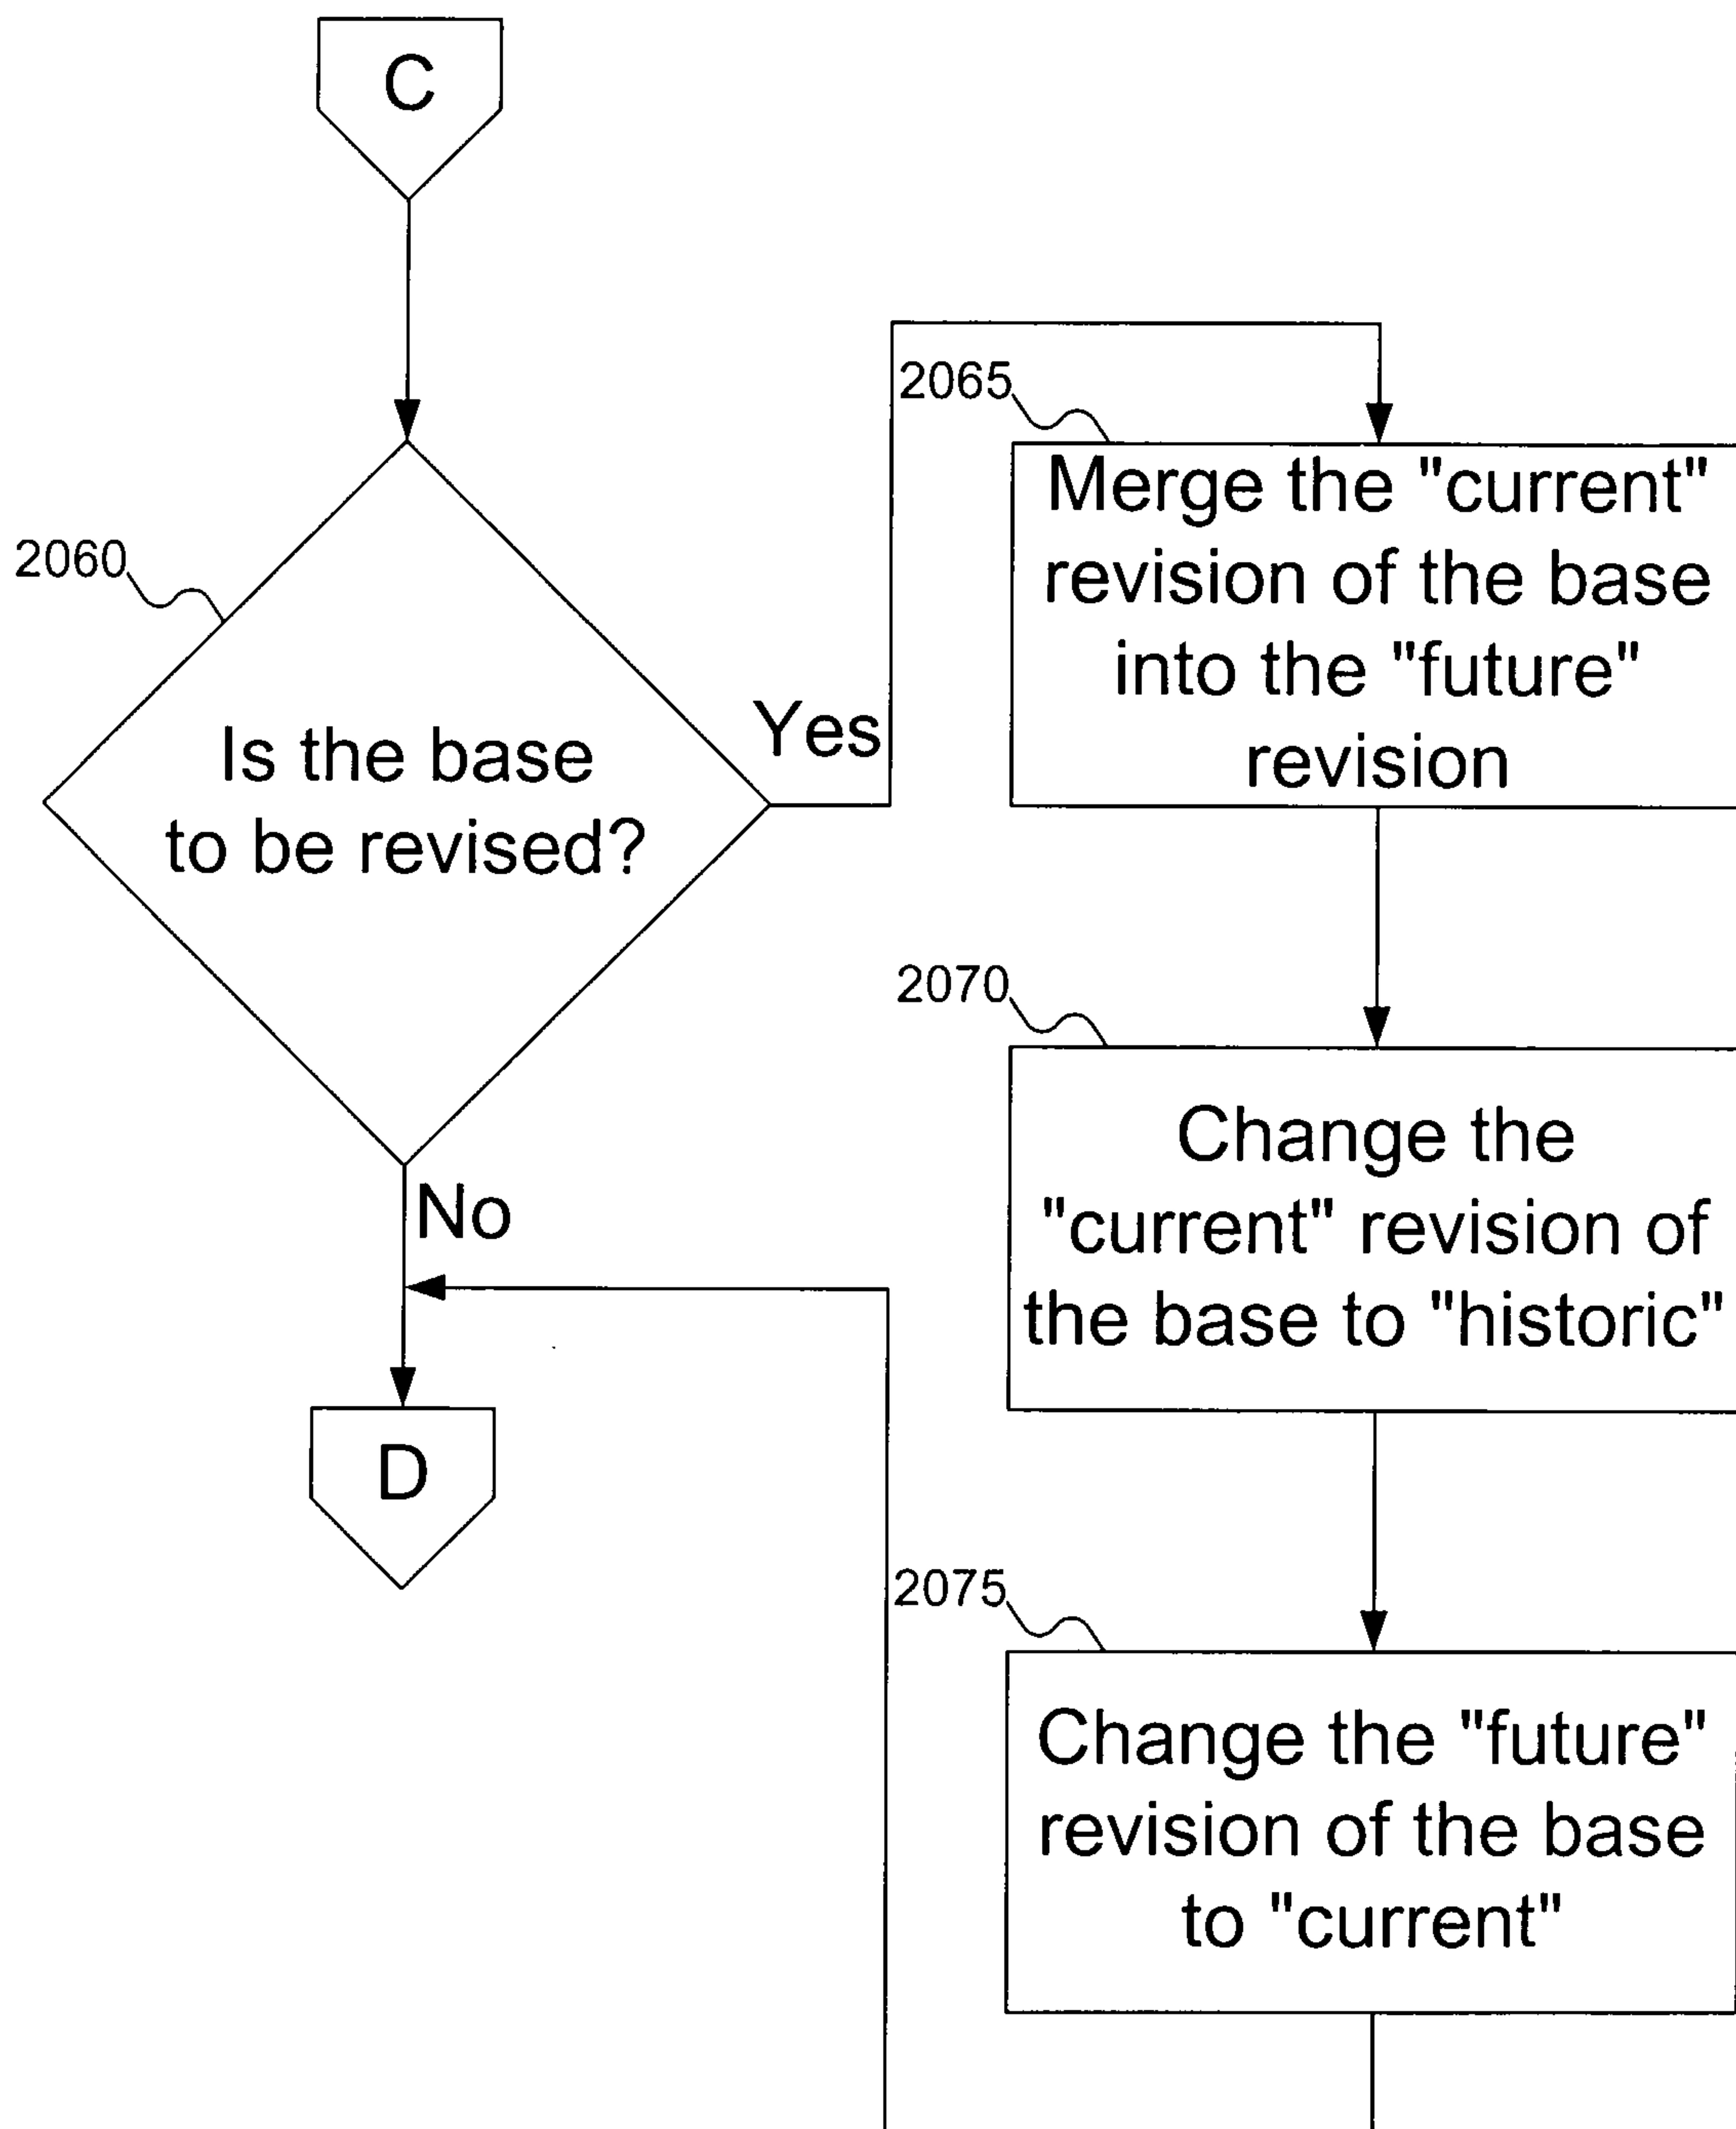 C
2060
Is the base
to be revised?
Yes
No
D
2065
Merge the "current"
revision of the base
into the "future"
revision
2070
Change the
"current" revision of
the base to "historic"
2075
Change the "future"
revision of the base
to "current"